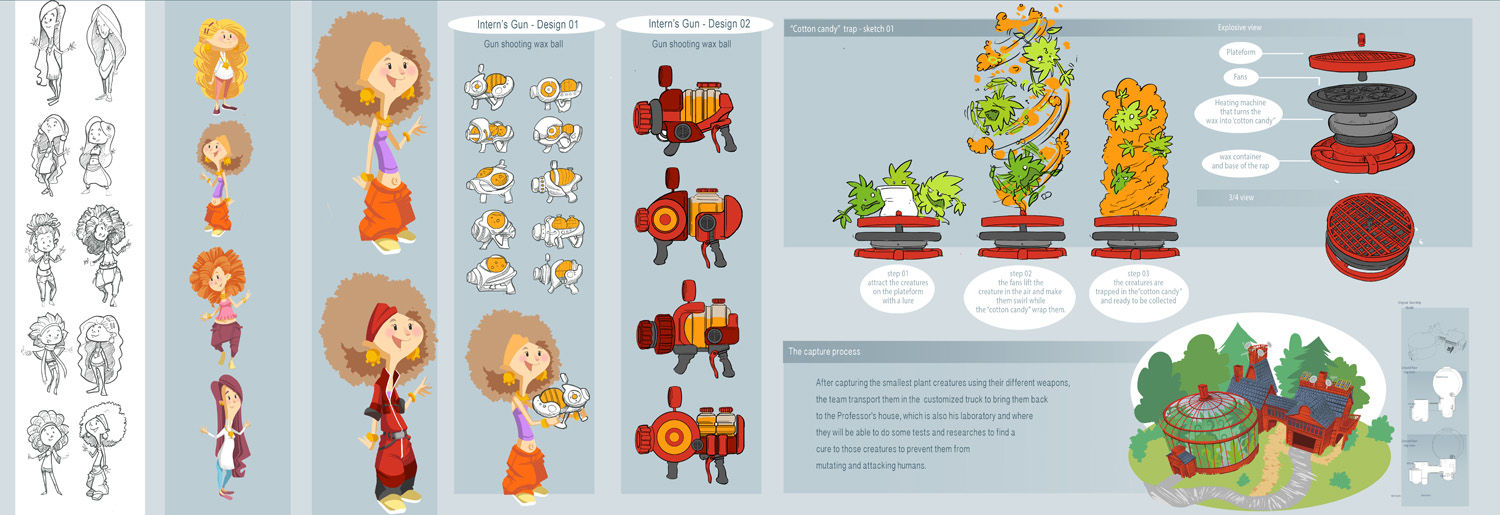 Intern's Gun - Design 01
Gun shooting wax ball
Intern's Gun - Design 02
Gun shooting wax ball
"Cotton candy" trap - sketch 01
step 01
attract the creatures
on the plateform
with a lure
step 02
the fans lift the
creature in the air and make
them swirl while
the "cotton candy" wrap them.
step 03
the creatures are
trapped in the "cotton candy"
and ready to be collected
Explosive view
Plateform
Fans
Heating machine
that turns the
wax into 'cotton candy"
wax container
and base of the rap
3/4 view
The capture process
After capturing the smallest plant creatures using their different weapons,
the team transport them in the customized truck to bring them back
to the Professor's house, which is also his laboratory and where
they will be able to do some tests and researches to find a
cure to those creatures to prevent them from
mutating and attacking humans.